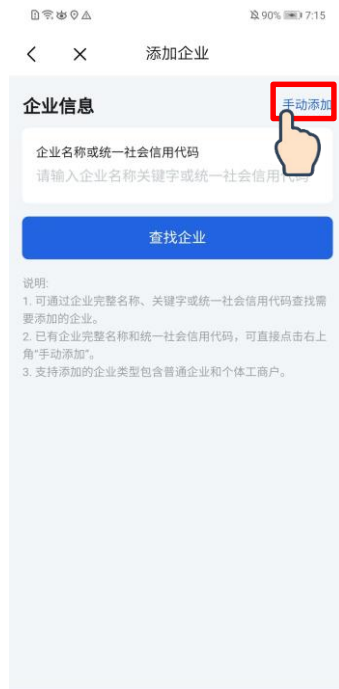 90% 7:15
添加企业
企业信息 手动添加
企业名称或统一社会信用代码
请输入企业名称关键字或统一社会信用
查找企业
说明:
1. 可通过企业完整名称、关键字或统一社会信用代码查找需
要添加的企业。
2. 已有企业完整名称和统一社会信用代码，可直接点击右上
角"手动添加"。
3. 支持添加的企业类型包含普通企业和个体工商户。